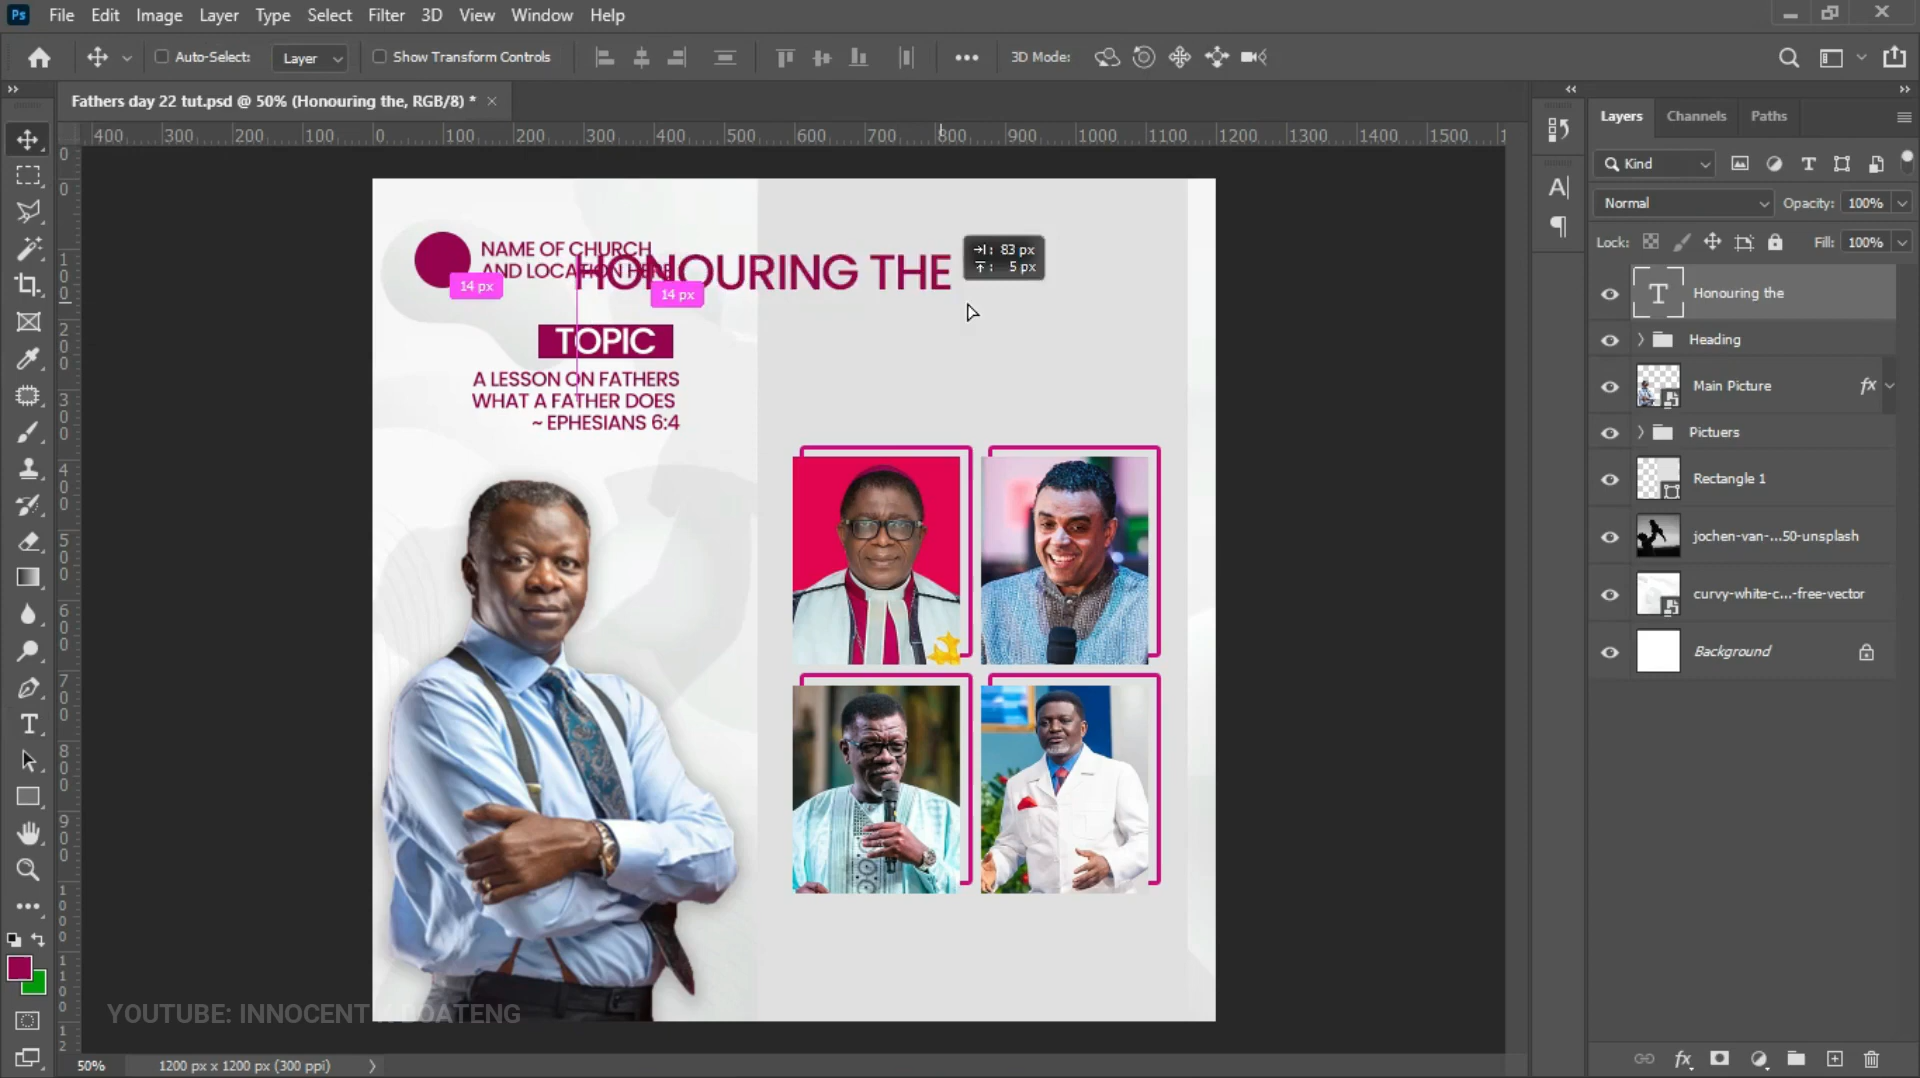 Ps File Edit Image Layer Type Select Filter 3D View Window Help
Auto-Select: Layer Show Transform Controls 3D Mode:
Fathers day 22 tut.psd @ 50% (Honouring the, RGB/8) *
400 300 200 100 0 100 200 300 400 500 600 700 800 900 1000 1100 1200 1300 1400 1500
NAME OF CHURCH
AND LOCATION HERE
HONOURING THE
83 px
5 px
14 px
14 px
TOPIC
A LESSON ON FATHERS
WHAT A FATHER DOES
~ EPHESIANS 6:4
YOUTUBE: INNOCENT K BOATENG
50% 1200 px x 1200 px (300 ppi)
Layers Channels Paths
Kind
Normal Opacity: 100%
Lock: Fill: 100%
Honouring the
Heading
Main Picture fx
Pictuers
Rectangle 1
jochen-van-...50-unsplash
curvy-white-c...-free-vector
Background